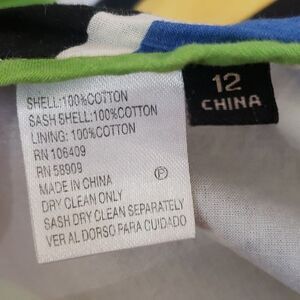 12
CHINA
SHELL:100%COTTON
SASH SHELL:100%COTTON
LINING: 100%COTTON
RN 106409
RN 58909
MADE IN CHINA
DRY CLEAN ONLY
SASH DRY CLEAN SEPARATELY
VER AL DORSO PARA CUIDADO
P